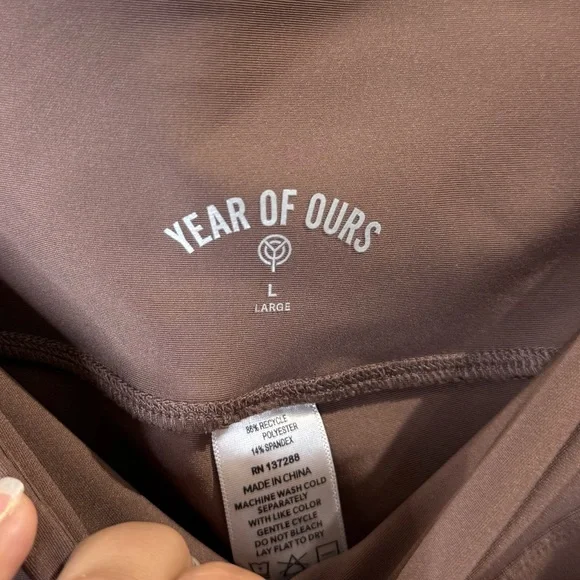 YEAR OF OURS
L
LARGE
86% RECYCLE
POLYESTER
14% SPANDEX
RN 137288
MADE IN CHINA
MACHINE WASH COLD
SEPARATELY
WITH LIKE COLOR
GENTLE CYCLE
DO NOT BLEACH
LAY FLAT TO DRY